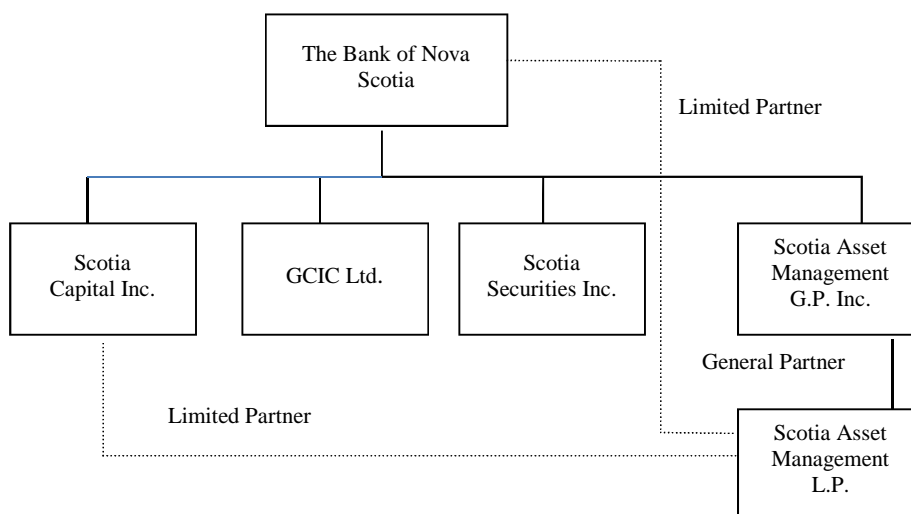 The Bank of Nova
Scotia
Limited Partner
Scotia
Capital Inc.
GCIC Ltd.
Scotia
Securities Inc.
Scotia Asset
Management
G.P. Inc.
General Partner
Limited Partner
Scotia Asset
Management
L.P.